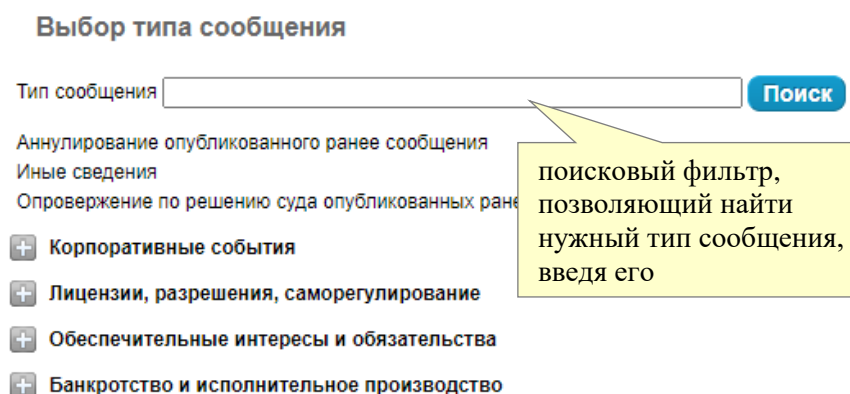 Выбор типа сообщения
Тип сообщения
Поиск
Аннулирование опубликованного ранее сообщения
Иные сведения
Опровержение по решению суда опубликованных ране
поисковый фильтр,
позволяющий найти
нужный тип сообщения,
введя его
Корпоративные события
Лицензии, разрешения, саморегулирование
Обеспечительные интересы и обязательства
Банкротство и исполнительное производство